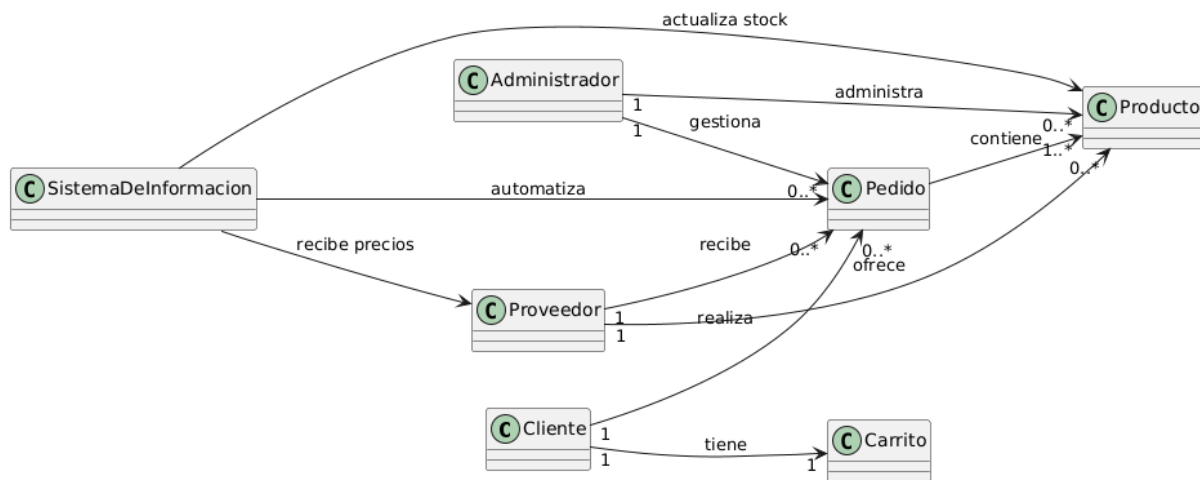 actualiza stock
C Administrador
administra
C Producto
1
0..*
1
gestiona
contiene
1..*
0..*
C SistemaDeInformacion
automatiza
0..*
C Pedido
recibe precios
recibe
0..*
0..*
ofrece
C Proveedor
1
realiza
1
C Cliente
1
tiene
C Carrito
1
1